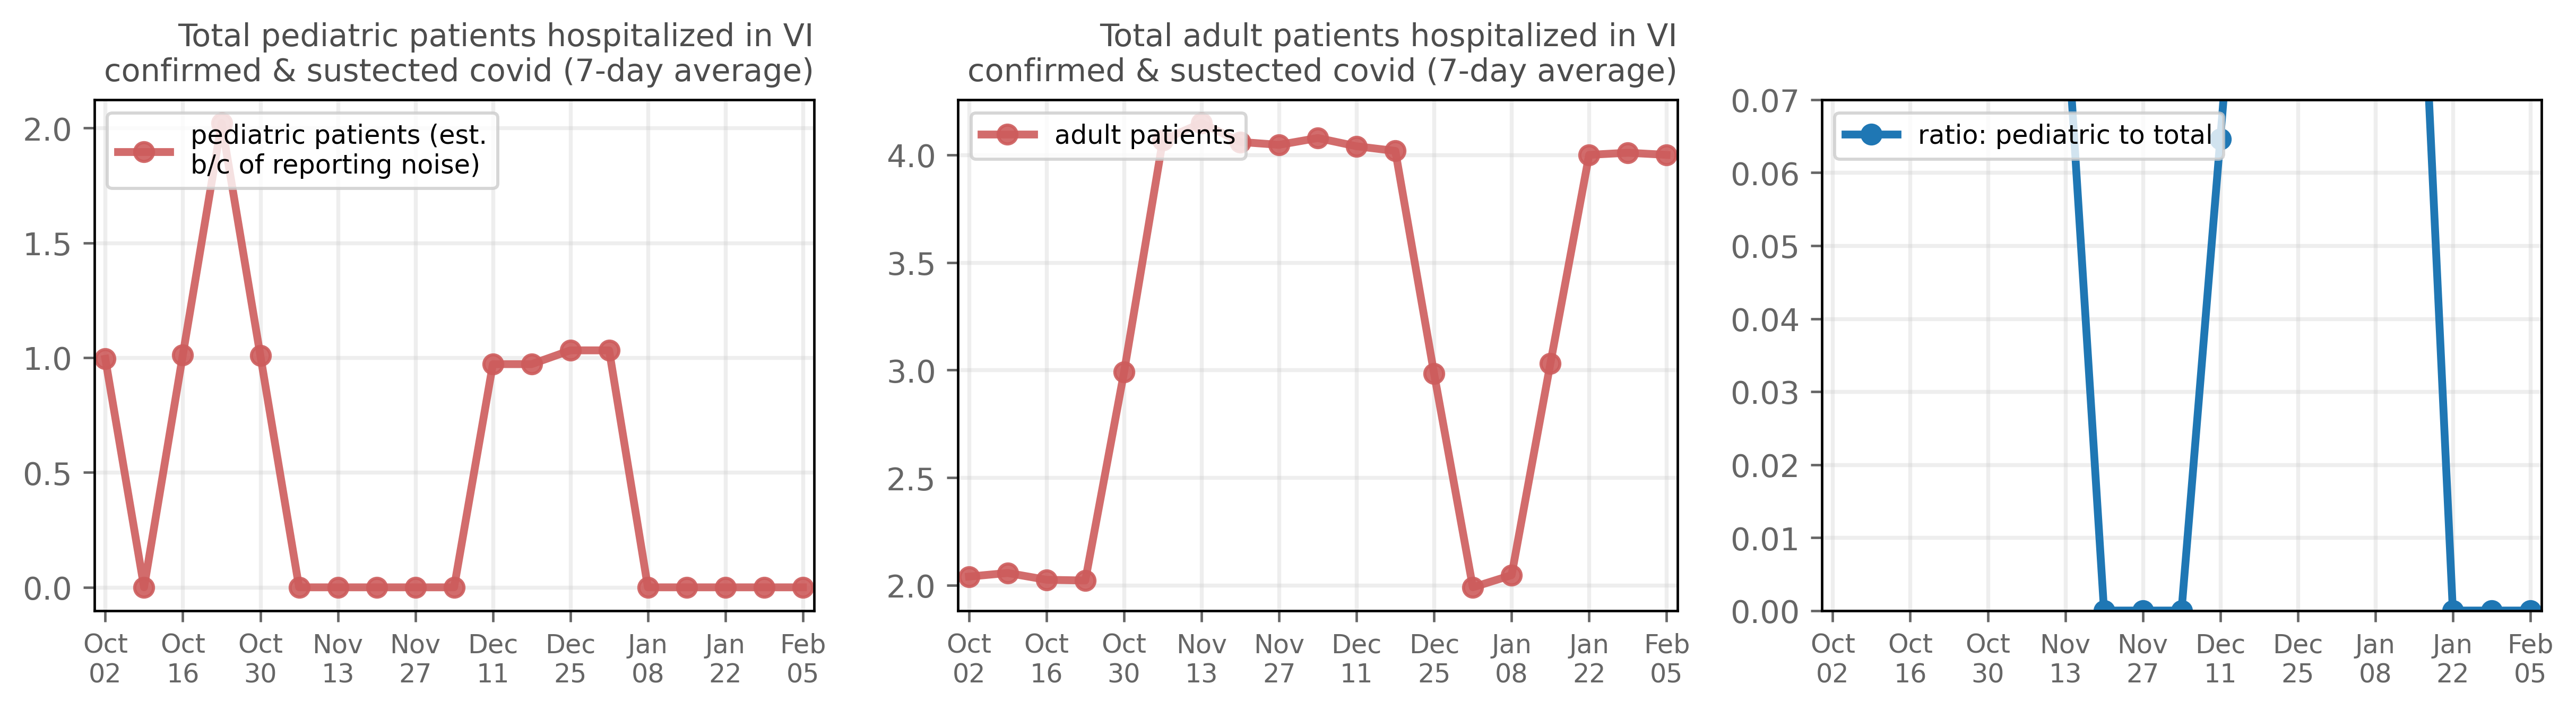 Total pediatric patients hospitalized in VI
confirmed & sustected covid (7-day average)
pediatric patients (est.
b/c of reporting noise)
2.0
1.5
1.0
0.5
0.0
Oct Oct Oct Nov Nov Dec Dec Jan Jan Feb
02 16 30 13 27 11 25 08 22 05
Total adult patients hospitalized in VI
confirmed & sustected covid (7-day average)
adult patients
4.0
3.5
3.0
2.5
2.0
Oct Oct Oct Nov Nov Dec Dec Jan Jan Feb
02 16 30 13 27 11 25 08 22 05
ratio: pediatric to total
0.07
0.06
0.05
0.04
0.03
0.02
0.01
0.00
Oct Oct Oct Nov Nov Dec Dec Jan Jan Feb
02 16 30 13 27 11 25 08 22 05